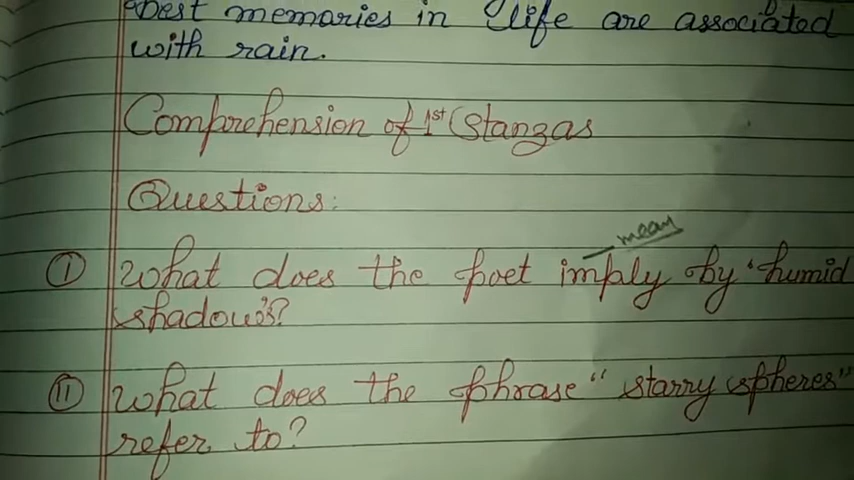 best memories in life are associated
with rain.
Comprehension of 1st Stanzas
Questions:
mean
I What does the poet imply by 'humid
shadows'?
II What does the phrase "starry spheres"
refer to?